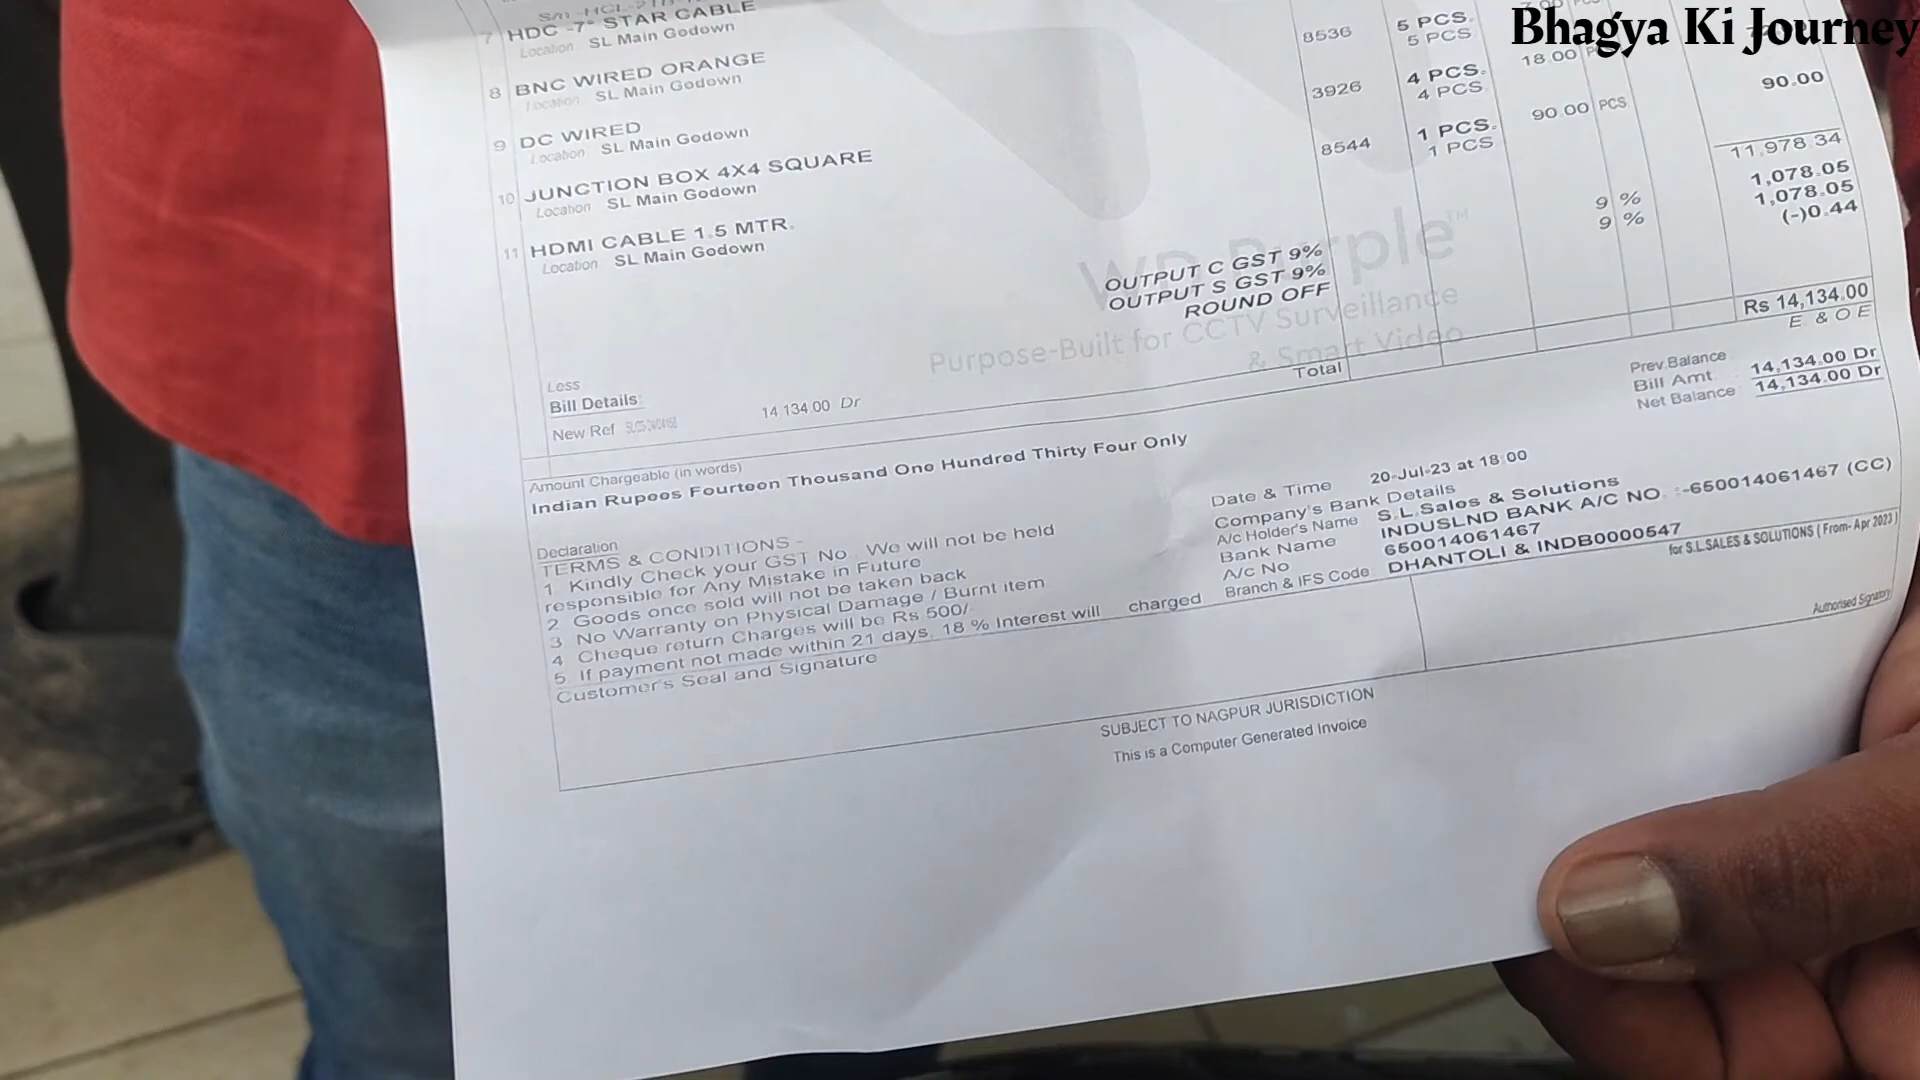 Bhagya Ki Journey
7 HDC -7* STAR CABLE
Location SL Main Godown
8536 5 PCS.
5 PCS
8 BNC WIRED ORANGE
Location SL Main Godown
3926 4 PCS. 18.00
4 PCS
9 DC WIRED
Location SL Main Godown
8544 1 PCS. 90.00 PCS 90.00
1 PCS
10 JUNCTION BOX 4X4 SQUARE
Location SL Main Godown
11 HDMI CABLE 1.5 MTR.
Location SL Main Godown
11,978.34
OUTPUT C GST 9% 9 % 1,078.05
OUTPUT S GST 9% 9 % 1,078.05
ROUND OFF (-)0.44
WD Purple™
Purpose-Built for CCTV Surveillance
& Smart Video
Less
Bill Details:
New Ref 14 134.00 Dr
Total Rs 14,134.00
E & O E
Prev.Balance
Bill Amt 14,134.00 Dr
Net Balance 14,134.00 Dr
Amount Chargeable (in words)
Indian Rupees Fourteen Thousand One Hundred Thirty Four Only
Date & Time 20-Jul-23 at 18:00
Company's Bank Details
A/c Holder's Name S.L.Sales & Solutions
Bank Name INDUSLND BANK A/C NO. :-650014061467 (CC)
A/c No 650014061467
Branch & IFS Code DHANTOLI & INDB0000547
Declaration
TERMS & CONDITIONS -
1 Kindly Check your GST No . We will not be held
responsible for Any Mistake in Future
2 Goods once sold will not be taken back
3 No Warranty on Physical Damage / Burnt item
4 Cheque return Charges will be Rs 500/-
5 If payment not made within 21 days, 18 % Interest will charged
Customer's Seal and Signature
for S.L.SALES & SOLUTIONS ( From- Apr 2023 )
Authorised Signatory
SUBJECT TO NAGPUR JURISDICTION
This is a Computer Generated Invoice